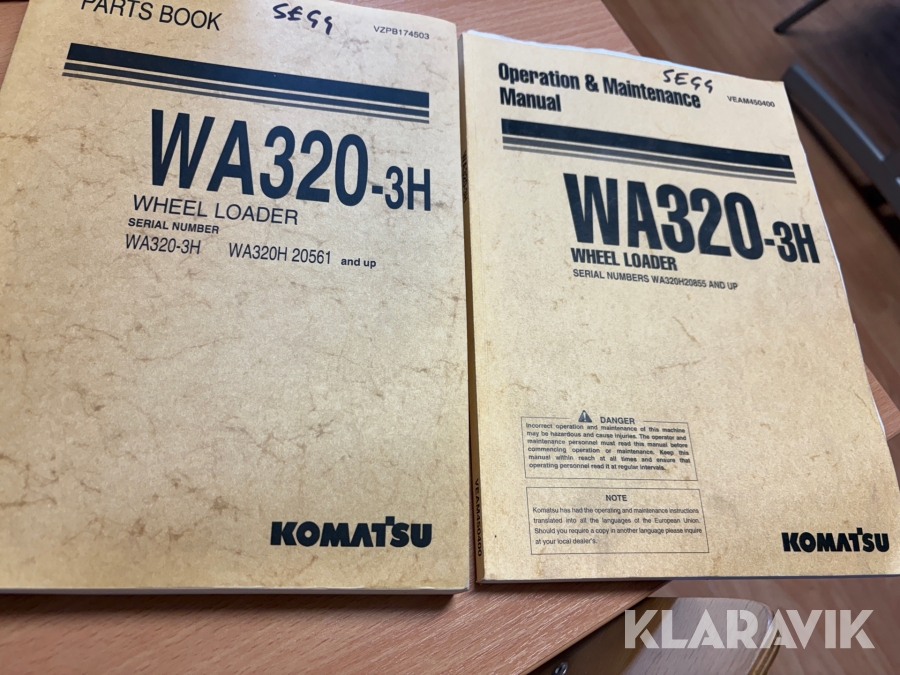 PARTS BOOK
SEGG
VZPB174503
WA320-3H
WHEEL LOADER
SERIAL NUMBER
WA320-3H WA320H 20561 and up
KOMATSU
Operation & Maintenance
Manual
SEGG
VEAM450400
WA320-3H
WHEEL LOADER
SERIAL NUMBERS WA320H20855 AND UP
DANGER
Incorrect operation and maintenance of this machine
may be hazardous and cause injuries. The operator and
maintenance personnel must read this manual before
commencing operation or maintenance. Keep this
manual within reach at all times and ensure that
operating personnel read it at regular intervals.
NOTE
Komatsu has had the operating and maintenance instructions
translated into all the languages of the European Union.
Should you require a copy in another language please inquire
at your local dealer's.
KOMATSU
VEAM450400
KLARAVIK